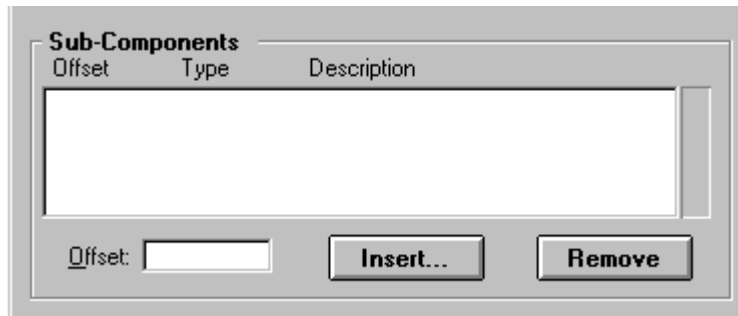 Sub-Components
Offset Type Description
Offset: Insert... Remove